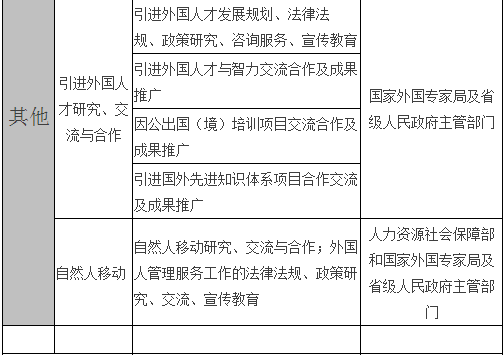 其他
引进外国人
才研究、交
流与合作
引进外国人才发展规划、法律法
规、政策研究、咨询服务、宣传教育
引进外国人才与智力交流合作及成果
推广
因公出国（境）培训项目交流合作及
成果推广
引进国外先进知识体系项目合作交流
及成果推广
国家外国专家局及省
级人民政府主管部门
自然人移动
自然人移动研究、交流与合作；外国
人管理服务工作的法律法规、政策研
究、交流、宣传教育
人力资源社会保障部
和国家外国专家局及
省级人民政府主管部
门